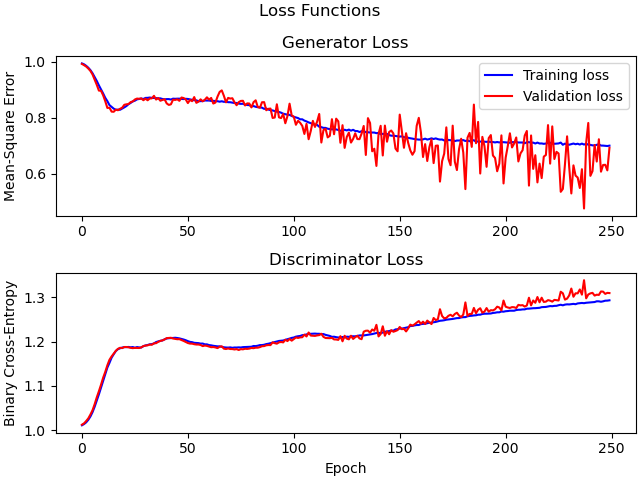 Loss Functions
Generator Loss
Mean-Square Error
1.0
0.8
0.6
Training loss
Validation loss
0
50
100
150
200
250
Discriminator Loss
Binary Cross-Entropy
1.3
1.2
1.1
1.0
0
50
100
150
200
250
Epoch